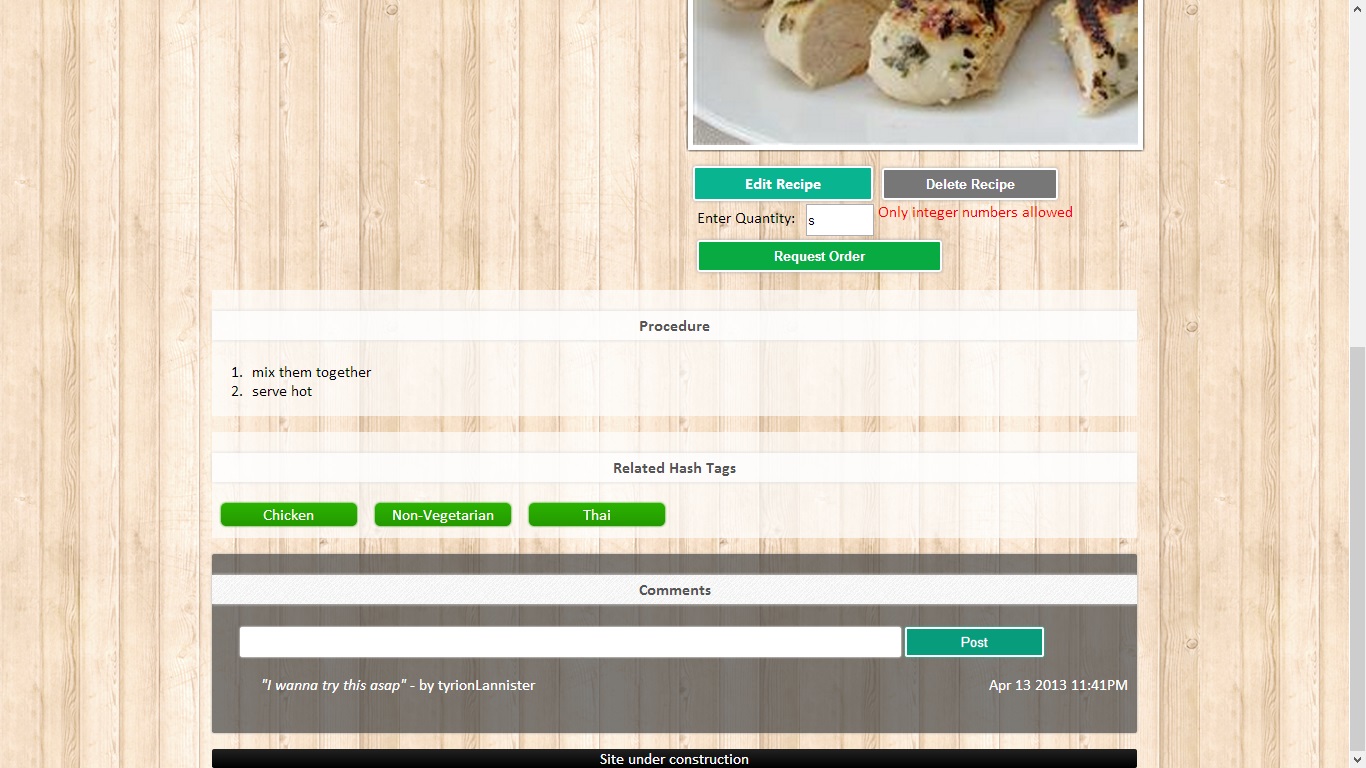 Edit Recipe Delete Recipe
Enter Quantity: s Only integer numbers allowed
Request Order
Procedure
1. mix them together
2. serve hot
Related Hash Tags
Chicken Non-Vegetarian Thai
Comments
Post
"I wanna try this asap" - by tyrionLannister Apr 13 2013 11:41PM
Site under construction